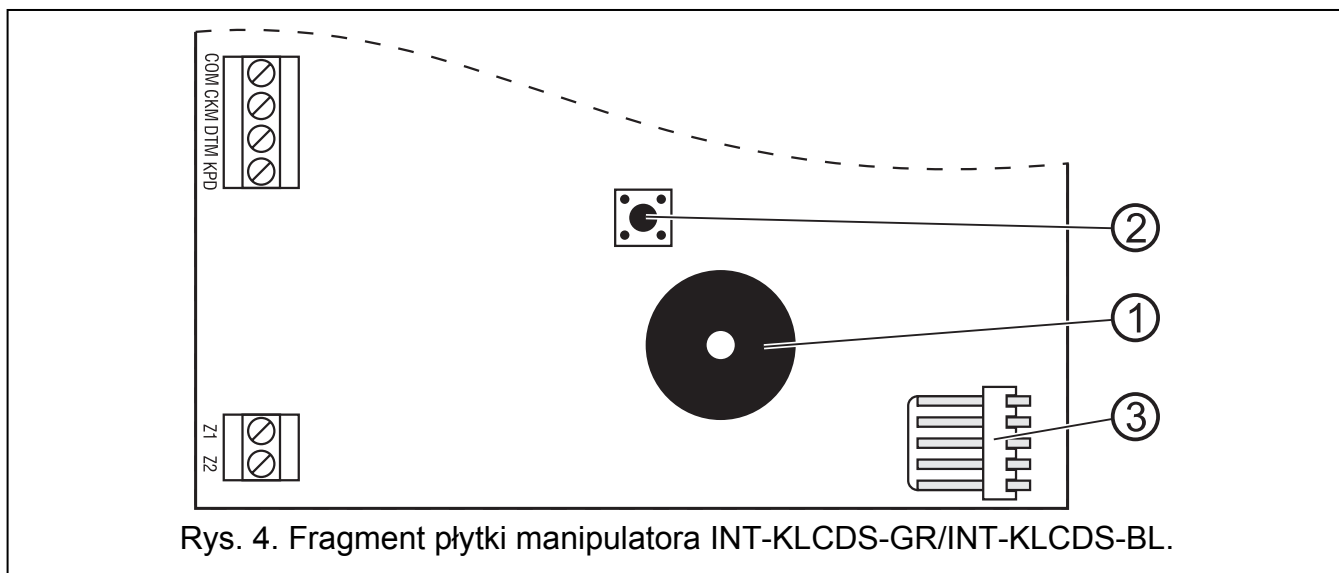 COM CKM DTM KPD
2
1
3
Z1 Z2
Rys. 4. Fragment płytki manipulatora INT-KLCDS-GR/INT-KLCDS-BL.